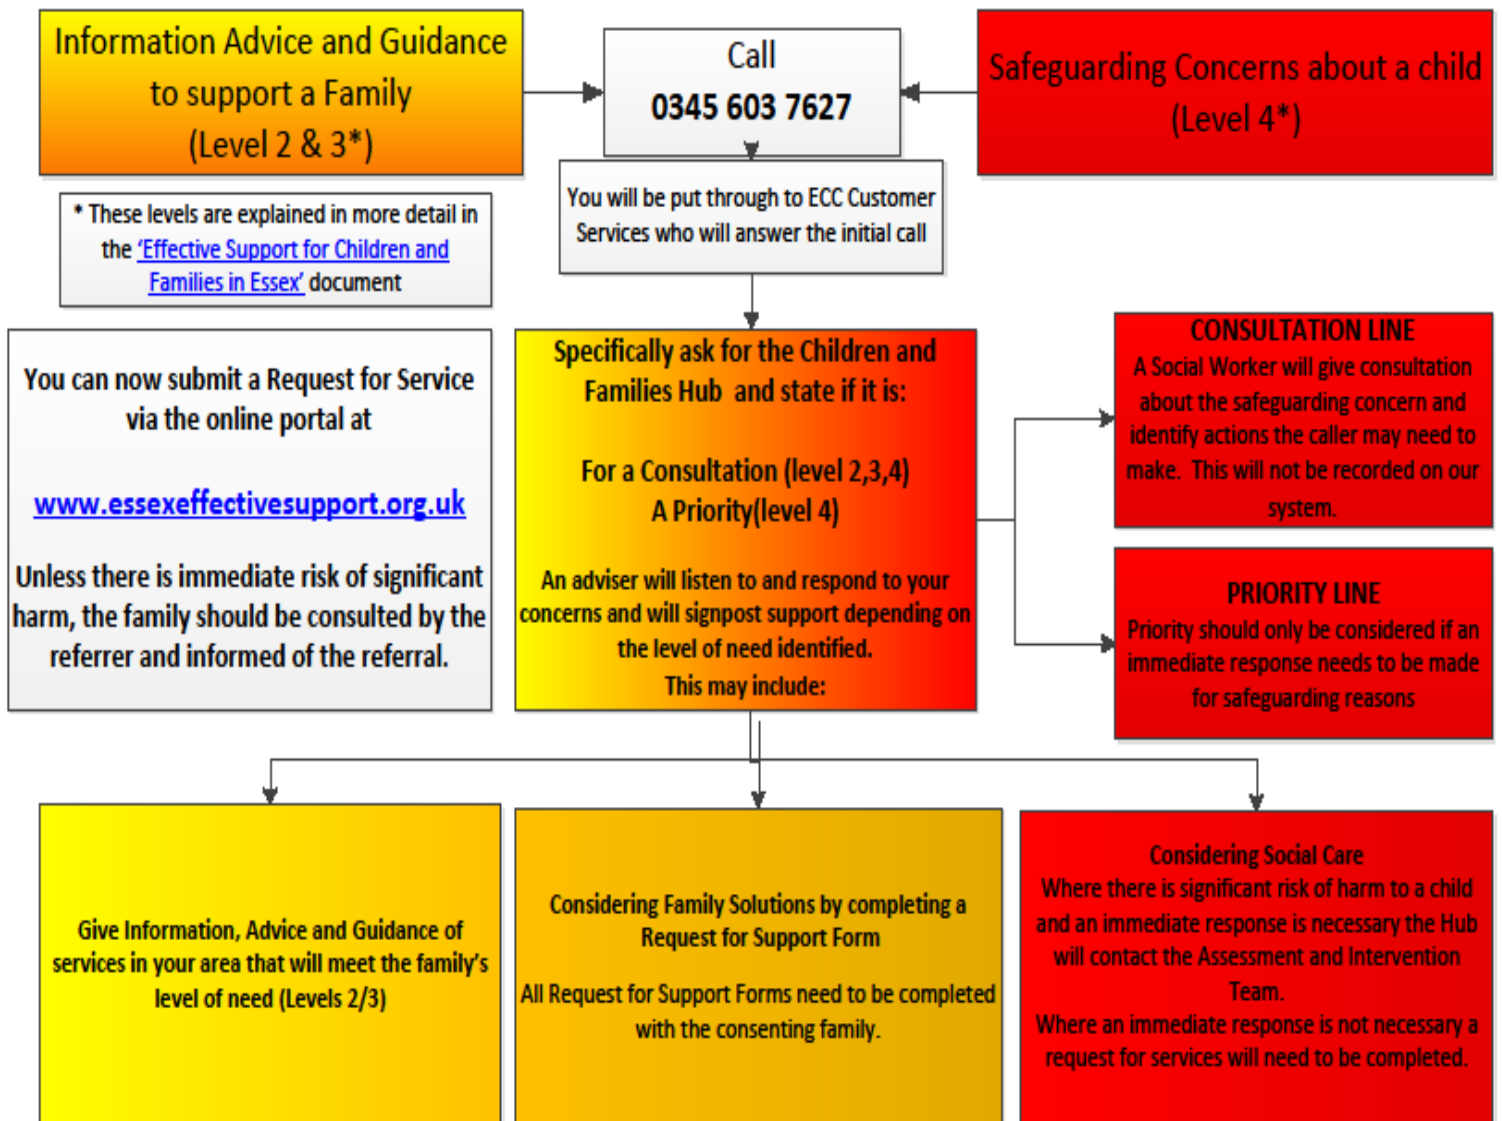 Information Advice and Guidance
to support a Family
(Level 2 & 3*)
Call
0345 603 7627
Safeguarding Concerns about a child
(Level 4*)
* These levels are explained in more detail in
the 'Effective Support for Children and
Families in Essex' document
You will be put through to ECC Customer
Services who will answer the initial call
You can now submit a Request for Service
via the online portal at
www.essexeffectivesupport.org.uk
Unless there is immediate risk of significant
harm, the family should be consulted by the
referrer and informed of the referral.
Specifically ask for the Children and
Families Hub and state if it is:
For a Consultation (level 2,3,4)
A Priority(level 4)
An adviser will listen to and respond to your
concerns and will signpost support depending on
the level of need identified.
This may include:
CONSULTATION LINE
A Social Worker will give consultation
about the safeguarding concern and
identify actions the caller may need to
make. This will not be recorded on our
system.
PRIORITY LINE
Priority should only be considered if an
immediate response needs to be made
for safeguarding reasons
Give Information, Advice and Guidance of
services in your area that will meet the family's
level of need (Levels 2/3)
Considering Family Solutions by completing a
Request for Support Form
All Request for Support Forms need to be completed
with the consenting family.
Considering Social Care
Where there is significant risk of harm to a child
and an immediate response is necessary the Hub
will contact the Assessment and Intervention
Team.
Where an immediate response is not necessary a
request for services will need to be completed.